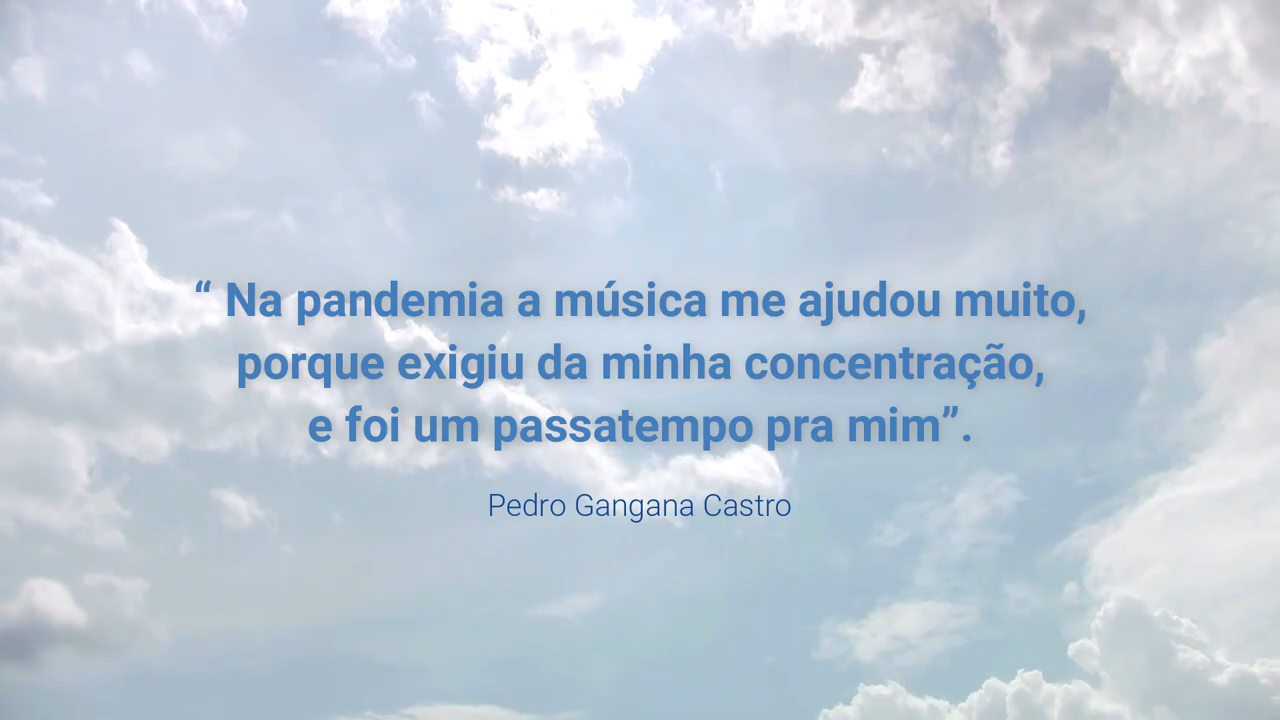 “ Na pandemia a música me ajudou muito,
porque exigiu da minha concentração,
e foi um passatempo pra mim”.
Pedro Gangana Castro